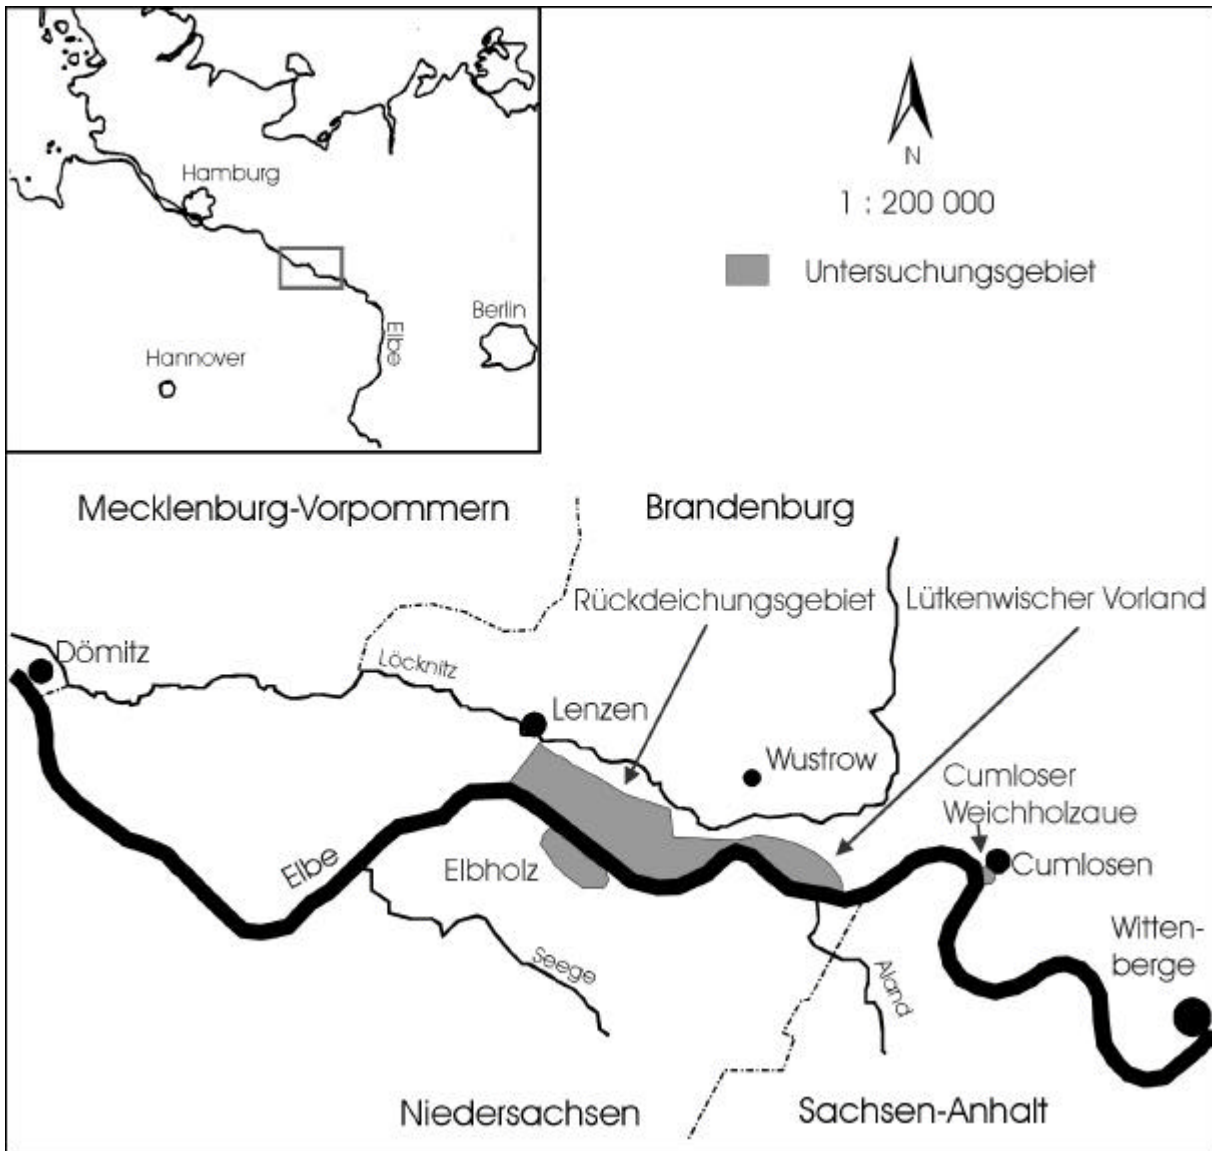 Hamburg
Hannover
Berlin
Elbe
N
1 : 200 000
Untersuchungsgebiet
Mecklenburg-Vorpommern
Brandenburg
Rückdeichungsgebiet
Lütkenwischer Vorland
Dömitz
Löcknitz
Lenzen
Wustrow
Cumloser
Weichholzaue
Elbe
Elbholz
Cumlosen
Seege
Aland
Witten-
berge
Niedersachsen
Sachsen-Anhalt